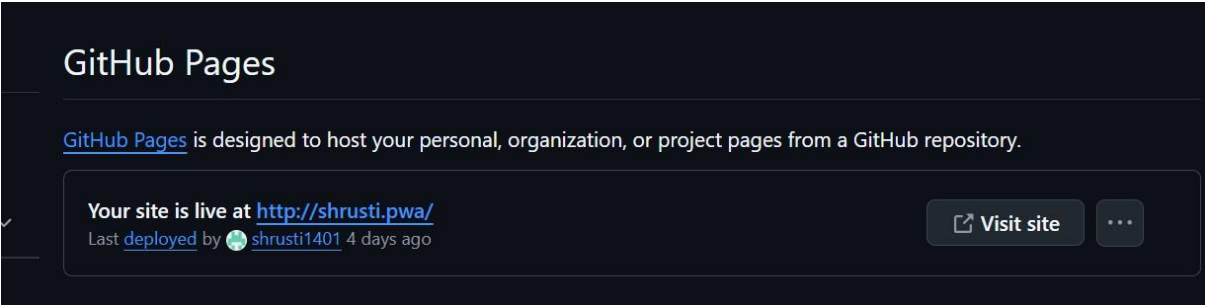 GitHub Pages
GitHub Pages is designed to host your personal, organization, or project pages from a GitHub repository.
Your site is live at http://shrusti.pwa/
Visit site
Last deployed by shrusti1401 4 days ago